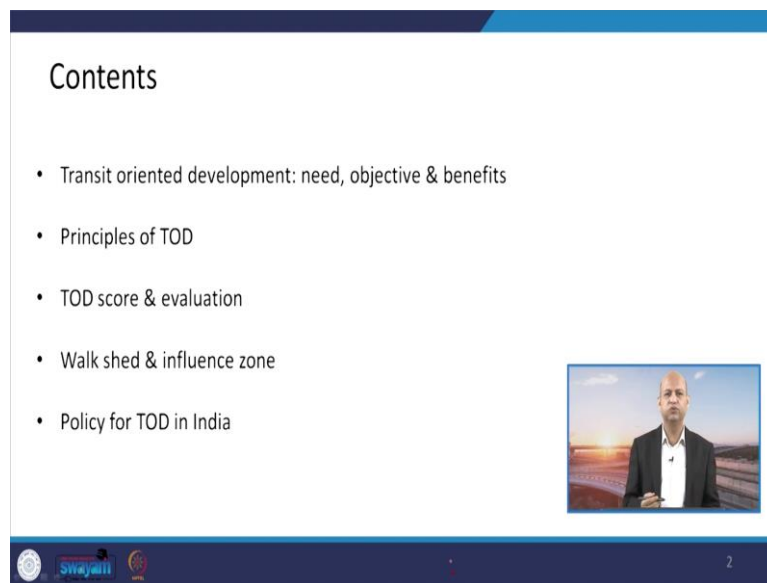 Contents
• Transit oriented development: need, objective & benefits
• Principles of TOD
• TOD score & evaluation
• Walk shed & influence zone
• Policy for TOD in India
swayam
2